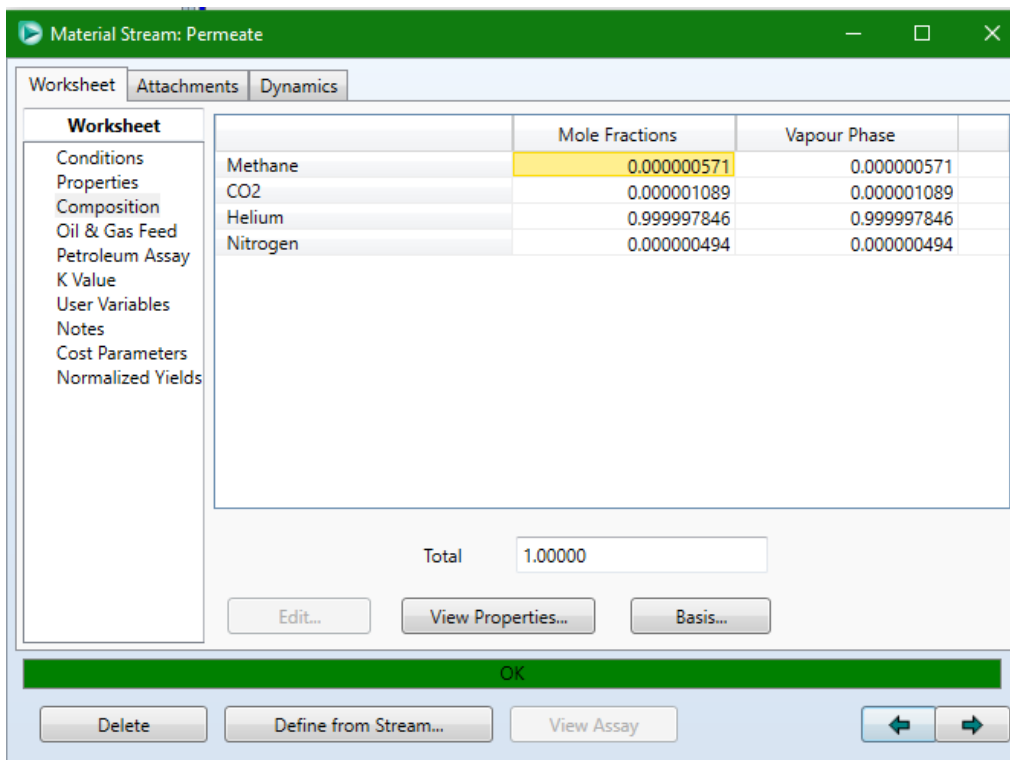 Material Stream: Permeate
Worksheet Attachments Dynamics
Worksheet
Conditions
Properties
Composition
Oil & Gas Feed
Petroleum Assay
K Value
User Variables
Notes
Cost Parameters
Normalized Yields
Mole Fractions Vapour Phase
Methane 0.000000571 0.000000571
CO2 0.000001089 0.000001089
Helium 0.999997846 0.999997846
Nitrogen 0.000000494 0.000000494
Total 1.00000
Edit... View Properties... Basis...
OK
Delete Define from Stream... View Assay